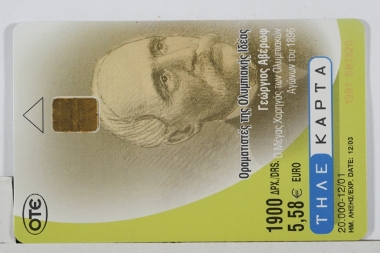 Οραματιστές της Ολυμπιακής Ιδέας
Γεώργιος Αβέρωφ
Ο Μέγας Χορηγός των Ολυμπιακών
Αγώνων του 1896
1900 ΔΡΧ./DRS.
5,58€ EURO
ΤΗΛΕ ΚΑΡΤΑ
20.000-12/01
ΗΜ. ΛΗΞΗΣ/EXP. DATE: 12/03
ΟΤΕ